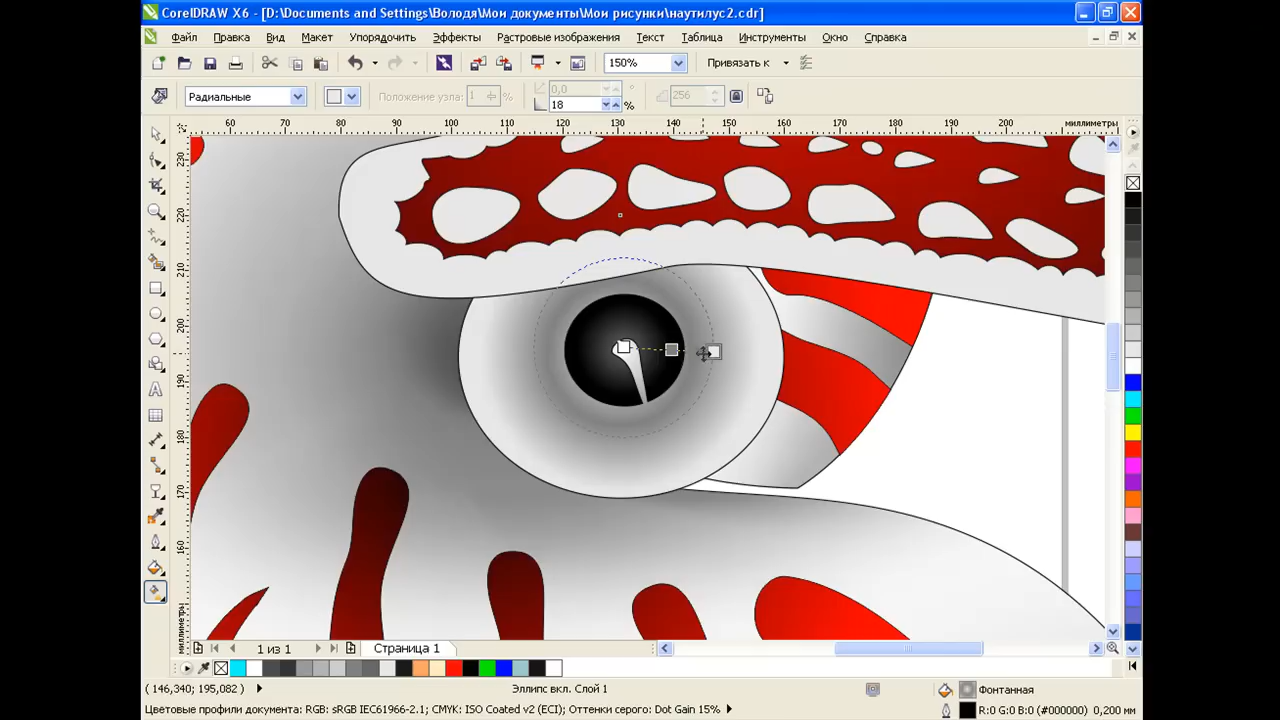 CorelDRAW X6 - [D:\Documents and Settings\Володя\Мои документы\Мои рисунки\наутилус2.cdr]
Файл Правка Вид Макет Упорядочить Эффекты Растровые изображения Текст Таблица Инструменты Окно Справка
150% Привязать к
Радиальные Положение узла: 1 % 0,0 ° 18 % 256
60 70 80 90 100 110 120 130 140 150 160 170 180 190 200 миллиметры
230
220
210
200
190
180
170
160
миллиметры
1 из 1 Страница 1
( 146,340; 195,082 ) Эллипс вкл. Слой 1 Фонтанная
Цветовые профили документа: RGB: sRGB IEC61966-2.1; CMYK: ISO Coated v2 (ECI); Оттенки серого: Dot Gain 15% R:0 G:0 B:0 (#000000) 0,200 мм